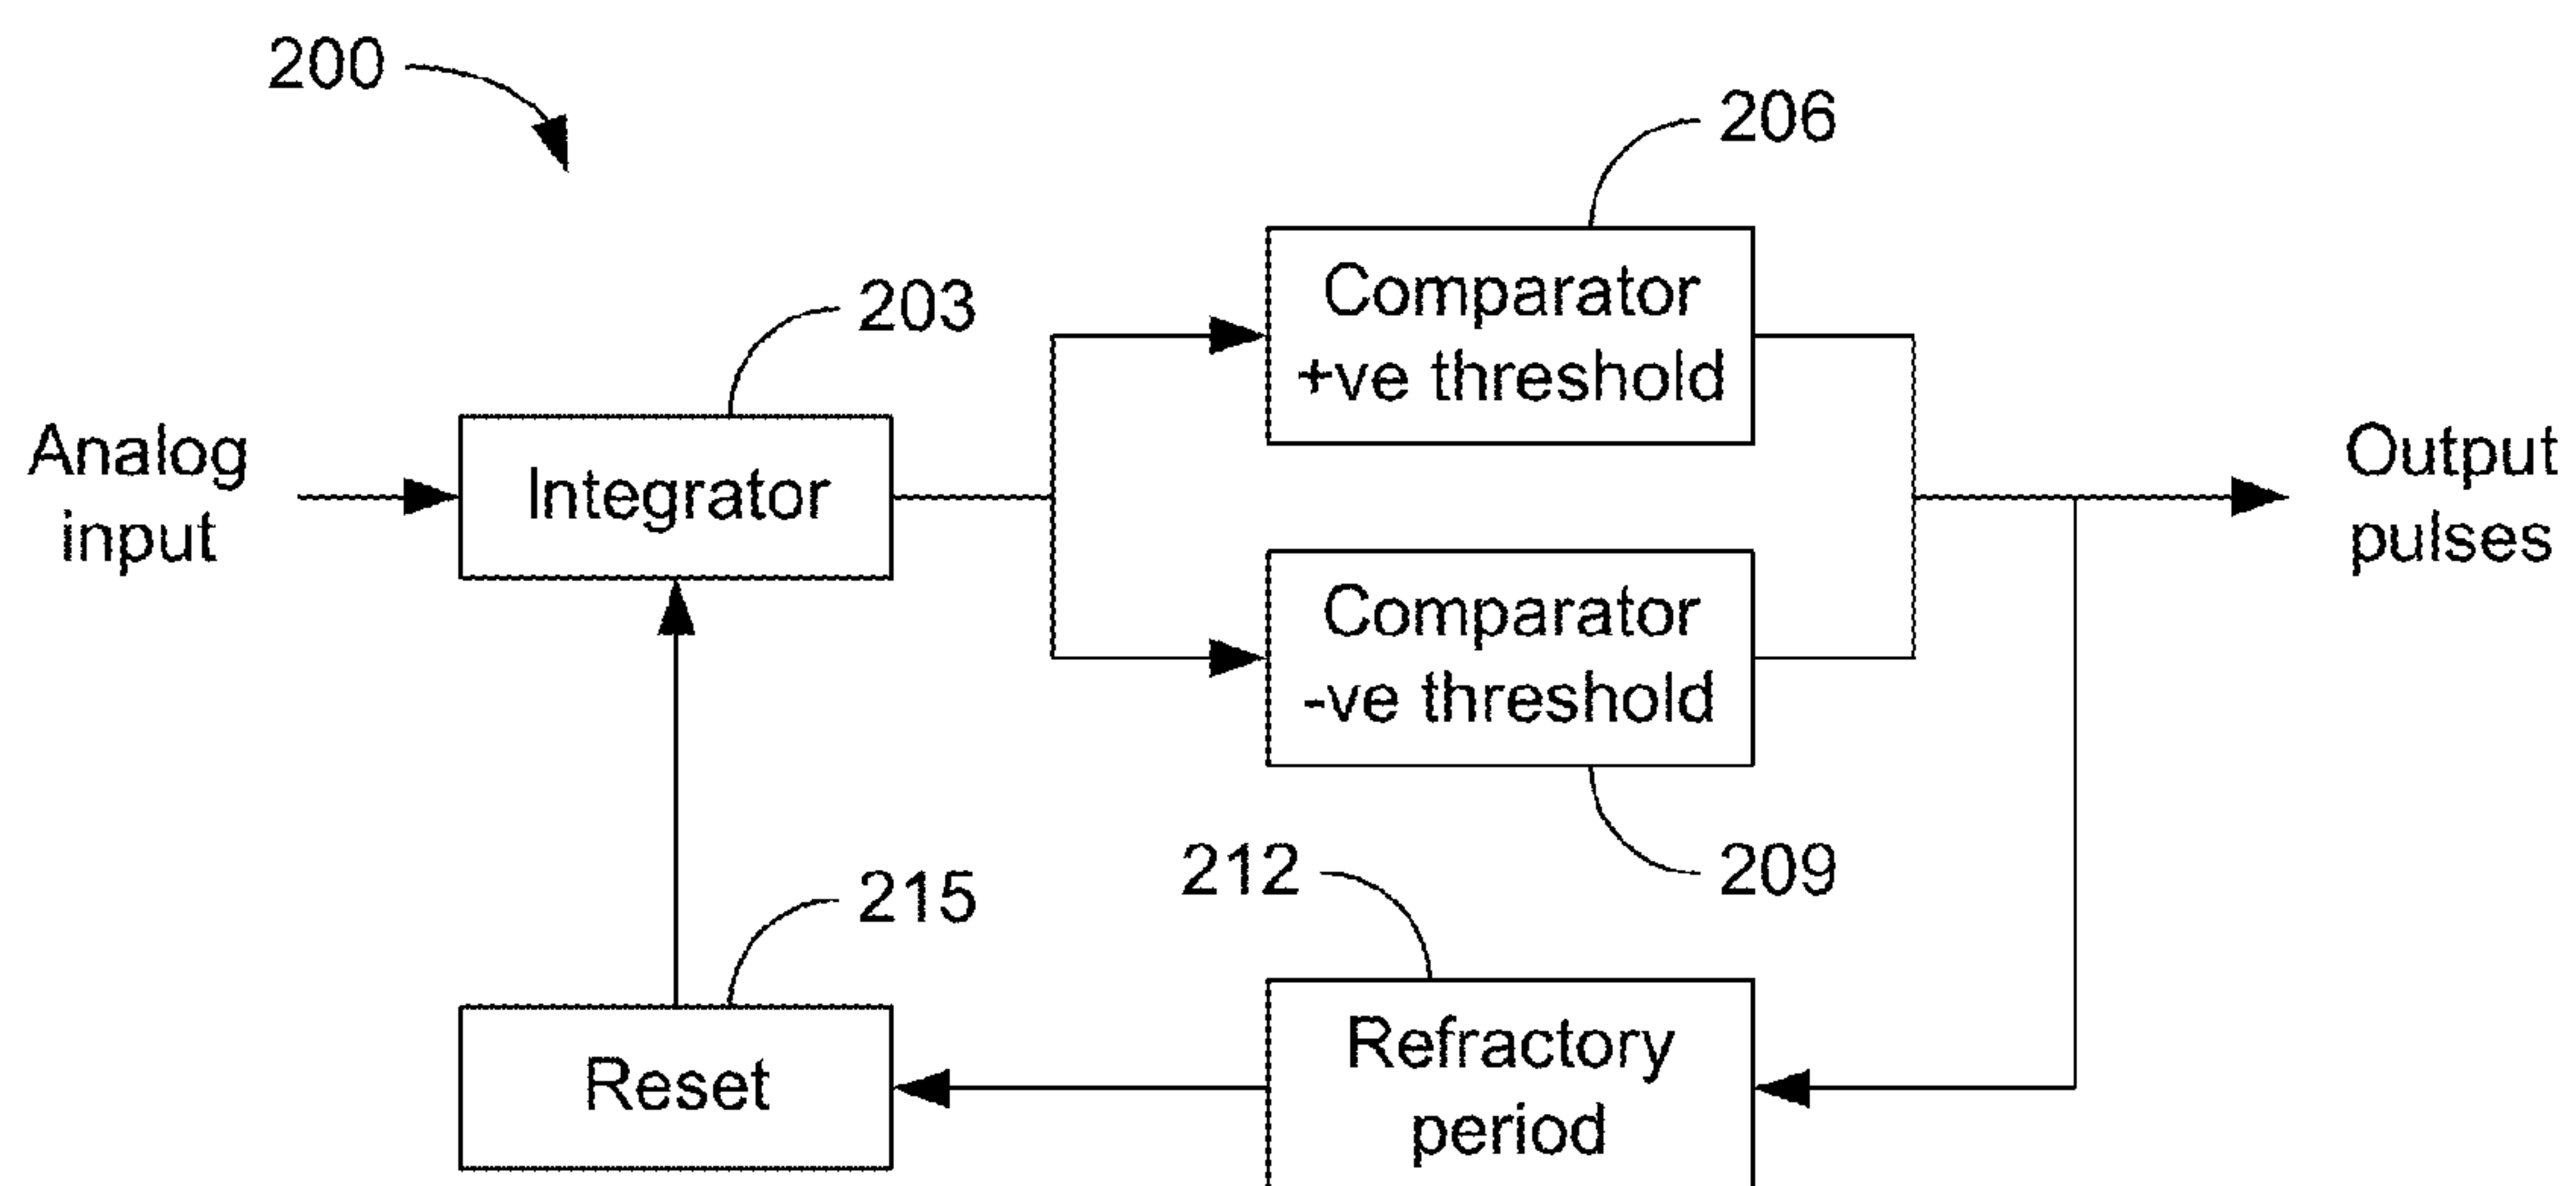 200
206
203
Comparator
+ve threshold
Analog
input
Integrator
Output
pulses
Comparator
-ve threshold
212
209
215
Reset
Refractory
period